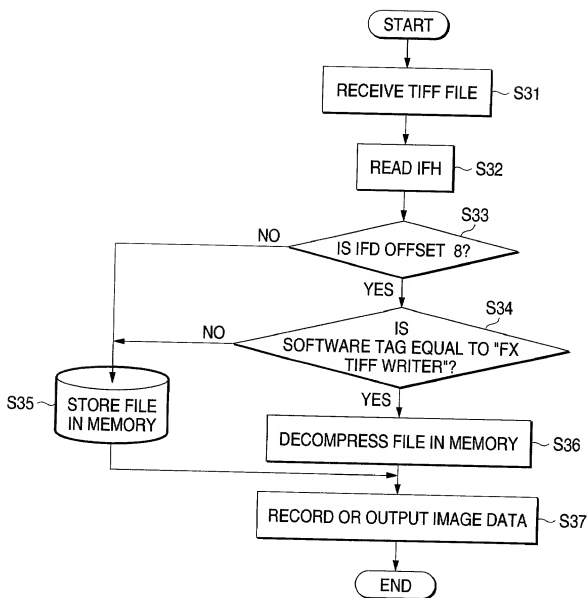 START
RECEIVE TIFF FILE
S31
READ IFH
S32
S33
NO
IS IFD OFFSET 8?
YES
S34
NO
IS
SOFTWARE TAG EQUAL TO "FX
TIFF WRITER"?
YES
S35
STORE FILE
IN MEMORY
DECOMPRESS FILE IN MEMORY
S36
RECORD OR OUTPUT IMAGE DATA
S37
END